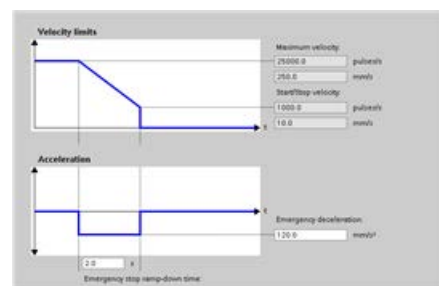 Velocity limits
Maximum velocity:
25000.0 pulses/s
250.0 mm/s
Start/Stop velocity:
1000.0 pulses/s
10.0 mm/s
t
Acceleration
t
Emergency deceleration:
120.0 mm/s²
2.0 s
Emergency stop ramp-down time: